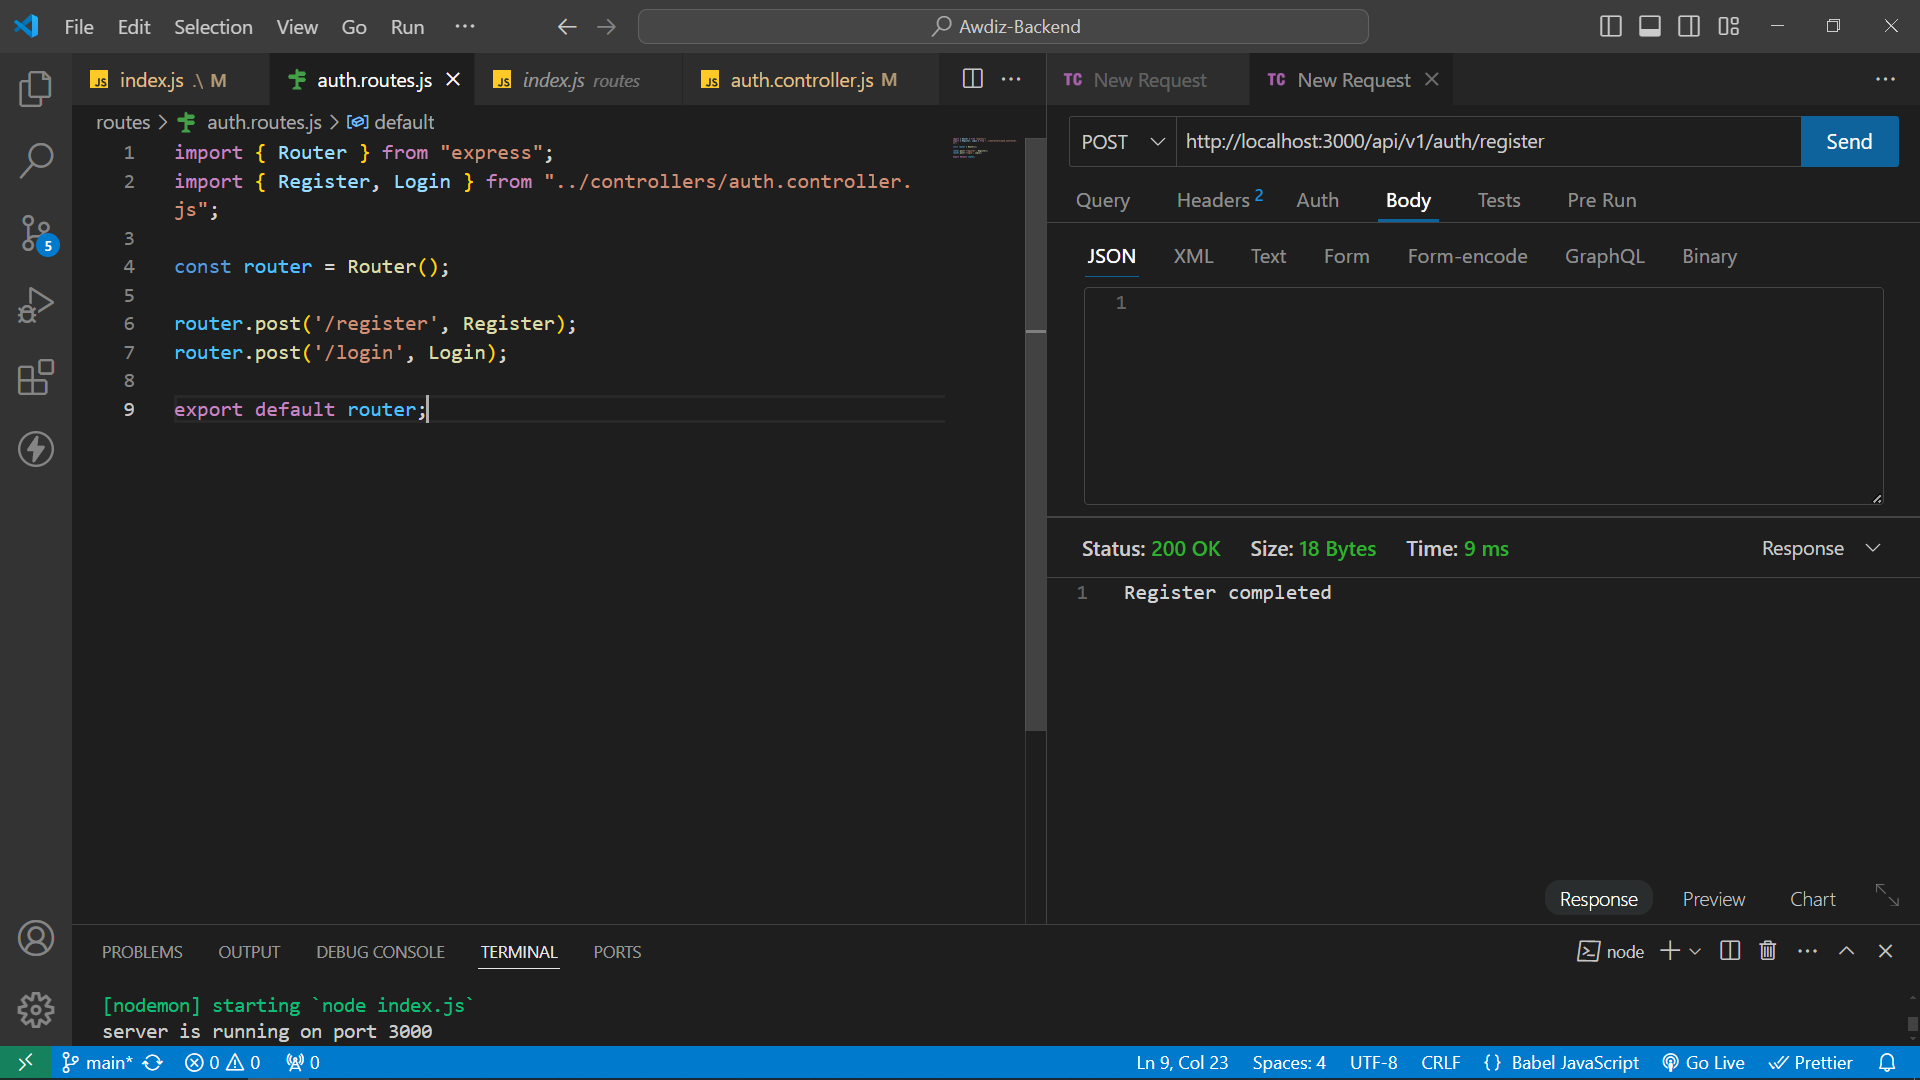 File Edit Selection View Go Run ··· Awdiz-Backend
JS index.js .\ M auth.routes.js JS index.js routes JS auth.controller.js M ··· TC New Request TC New Request ···
routes > auth.routes.js > default
1 import { Router } from "express";
2 import { Register, Login } from "../controllers/auth.controller.
js";
3
4 const router = Router();
5
6 router.post('/register', Register);
7 router.post('/login', Login);
8
9 export default router;
POST http://localhost:3000/api/v1/auth/register Send
Query Headers 2 Auth Body Tests Pre Run
JSON XML Text Form Form-encode GraphQL Binary
1
Status: 200 OK Size: 18 Bytes Time: 9 ms Response
1 Register completed
Response Preview Chart
5
PROBLEMS OUTPUT DEBUG CONSOLE TERMINAL PORTS node ···
[nodemon] starting `node index.js`
server is running on port 3000
main* 0 0 0 Ln 9, Col 23 Spaces: 4 UTF-8 CRLF {} Babel JavaScript Go Live Prettier